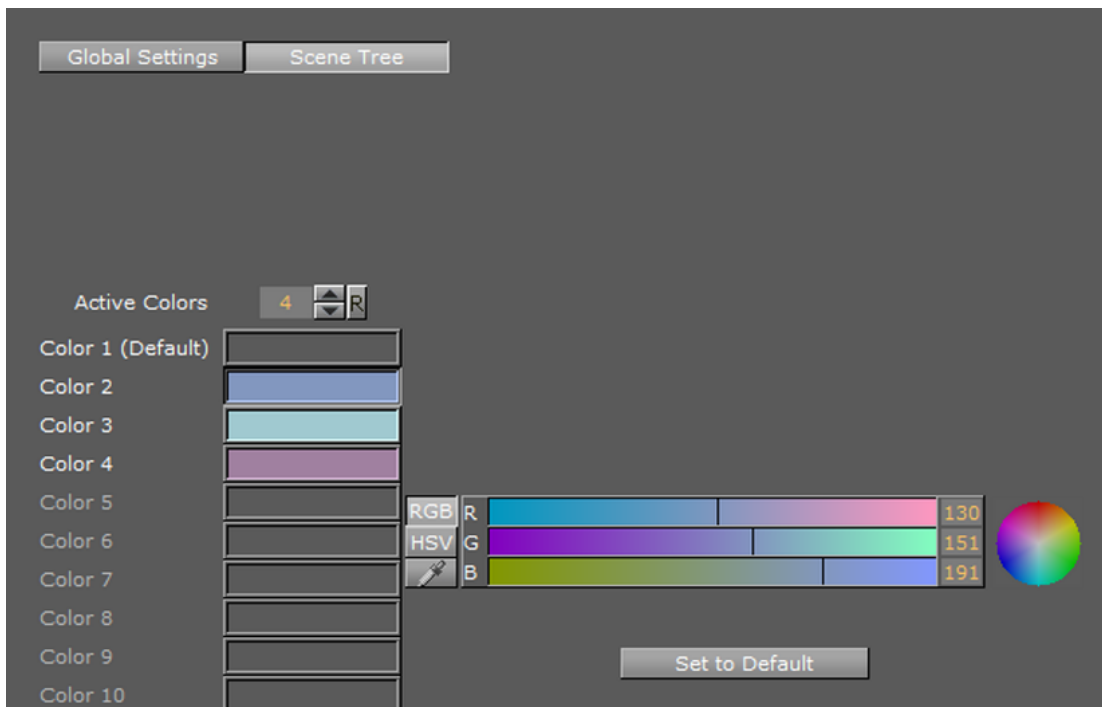 Global Settings Scene Tree
Active Colors 4 R
Color 1 (Default)
Color 2
Color 3
Color 4
Color 5
RGB R 130
Color 6
HSV G 151
Color 7
B 191
Color 8
Color 9
Set to Default
Color 10